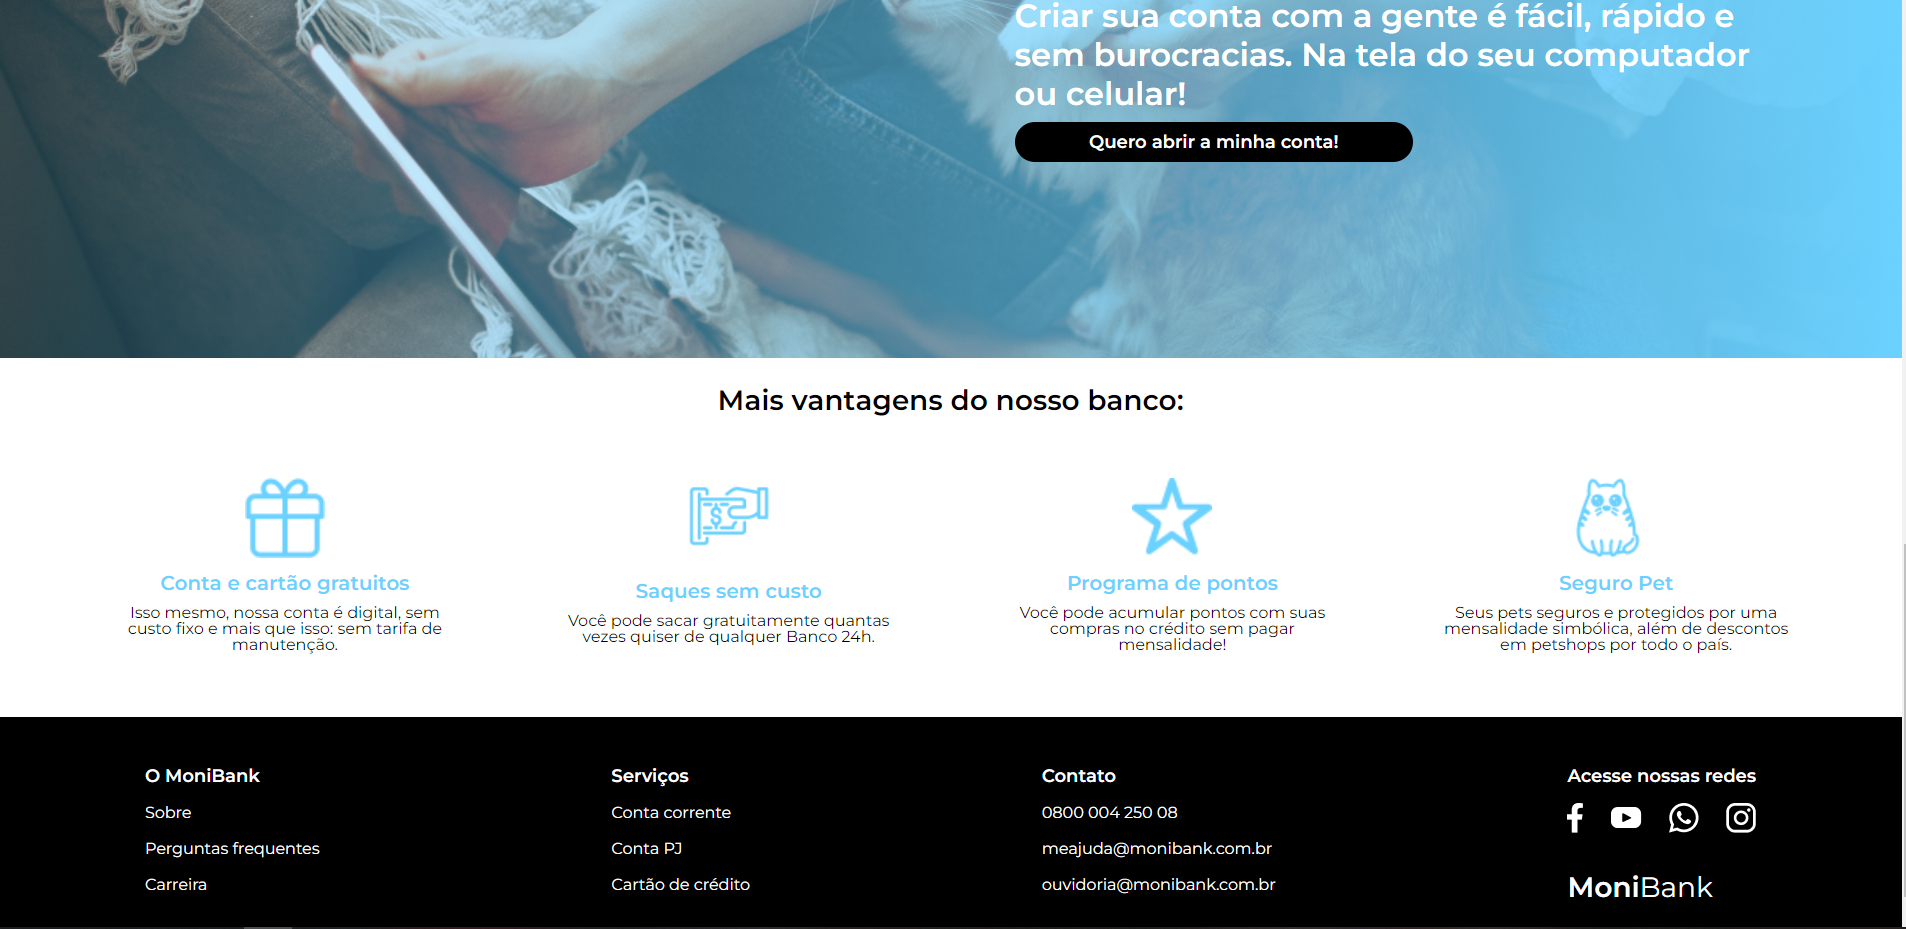 Criar sua conta com a gente é fácil, rápido e
sem burocracias. Na tela do seu computador
ou celular!
Quero abrir a minha conta!
Mais vantagens do nosso banco:
Conta e cartão gratuitos
Isso mesmo, nossa conta é digital, sem
custo fixo e mais que isso: sem tarifa de
manutenção.
Saques sem custo
Você pode sacar gratuitamente quantas
vezes quiser de qualquer Banco 24h.
Programa de pontos
Você pode acumular pontos com suas
compras no crédito sem pagar
mensalidade!
Seguro Pet
Seus pets seguros e protegidos por uma
mensalidade simbólica, além de descontos
em petshops por todo o país.
O MoniBank
Sobre
Perguntas frequentes
Carreira
Serviços
Conta corrente
Conta PJ
Cartão de crédito
Contato
0800 004 250 08
meajuda@monibank.com.br
ouvidoria@monibank.com.br
Acesse nossas redes
MoniBank